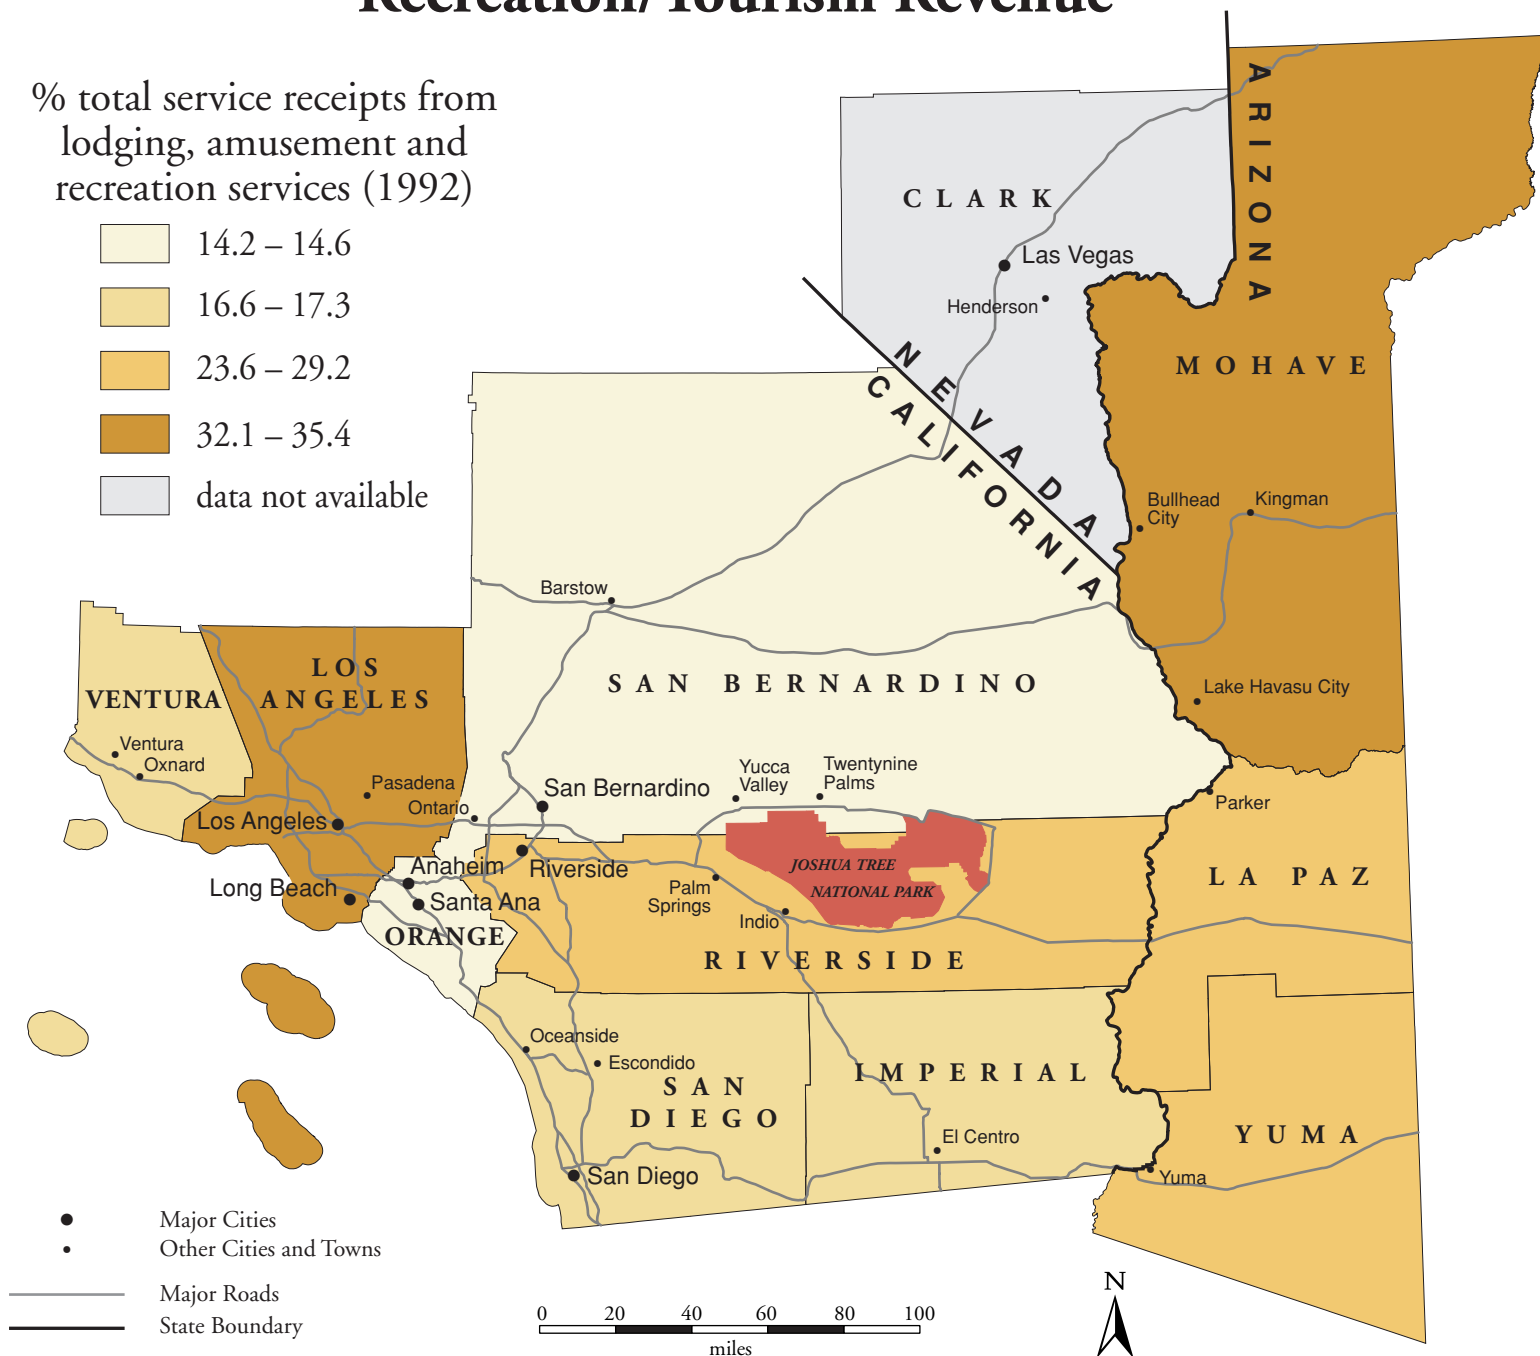 Recreation/Tourism Revenue
% total service receipts from
lodging, amusement and
recreation services (1992)
14.2 – 14.6
16.6 – 17.3
23.6 – 29.2
32.1 – 35.4
data not available
ARIZONA
CLARK
Las Vegas
Henderson
NEVADA
CALIFORNIA
MOHAVE
Bullhead
City
Kingman
Barstow
LOS
ANGELES
VENTURA
SAN BERNARDINO
Lake Havasu City
Ventura
Oxnard
Pasadena
Ontario
Los Angeles
San Bernardino
Yucca
Valley
Twentynine
Palms
Parker
Anaheim
Riverside
JOSHUA TREE
NATIONAL PARK
LA PAZ
Long Beach
Santa Ana
Palm
Springs
Indio
ORANGE
RIVERSIDE
Oceanside
Escondido
SAN
DIEGO
IMPERIAL
El Centro
YUMA
San Diego
Yuma
Major Cities
Other Cities and Towns
Major Roads
State Boundary
0 20 40 60 80 100
miles
N